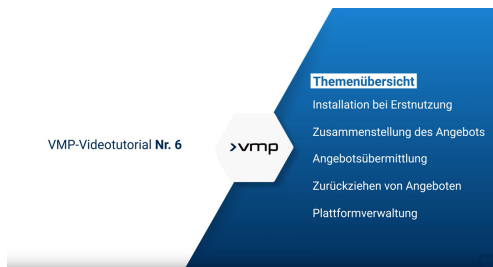 VMP-Videotutorial Nr. 6
vmp
Themenübersicht
Installation bei Erstnutzung
Zusammenstellung des Angebots
Angebotsübermittlung
Zurückziehen von Angeboten
Plattformverwaltung